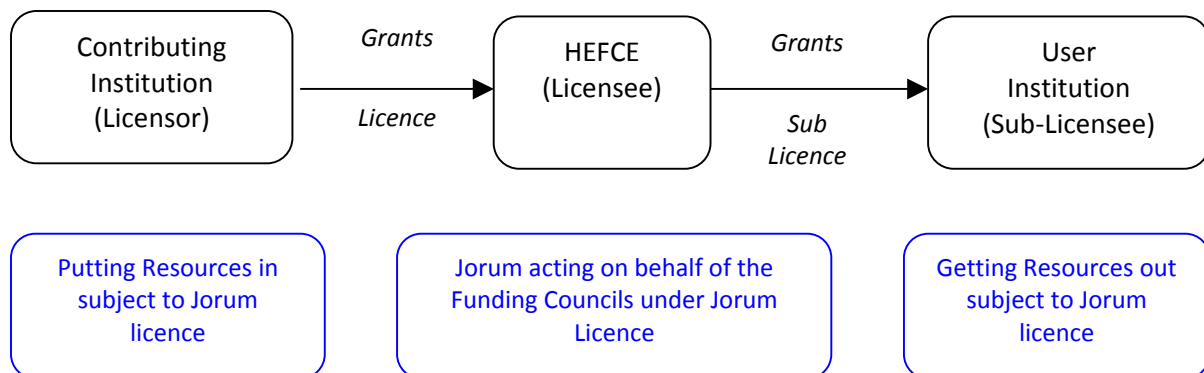 Contributing
Institution
(Licensor)
Grants
Licence
HEFCE
(Licensee)
Grants
Sub
Licence
User
Institution
(Sub-Licensee)
Putting Resources in
subject to Jorum
licence
Jorum acting on behalf of the
Funding Councils under Jorum
Licence
Getting Resources out
subject to Jorum
licence